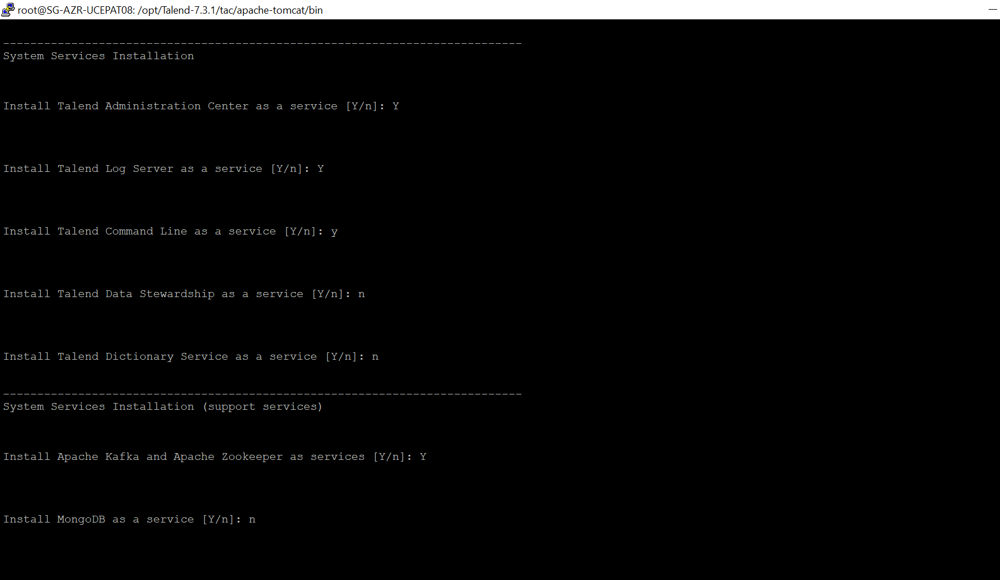 root@SG-AZR-UCEPAT08: /opt/Talend-7.3.1/tac/apache-tomcat/bin
----------------------------------------------------------------------------
System Services Installation
Install Talend Administration Center as a service [Y/n]: Y
Install Talend Log Server as a service [Y/n]: Y
Install Talend Command Line as a service [Y/n]: y
Install Talend Data Stewardship as a service [Y/n]: n
Install Talend Dictionary Service as a service [Y/n]: n
----------------------------------------------------------------------------
System Services Installation (support services)
Install Apache Kafka and Apache Zookeeper as services [Y/n]: Y
Install MongoDB as a service [Y/n]: n